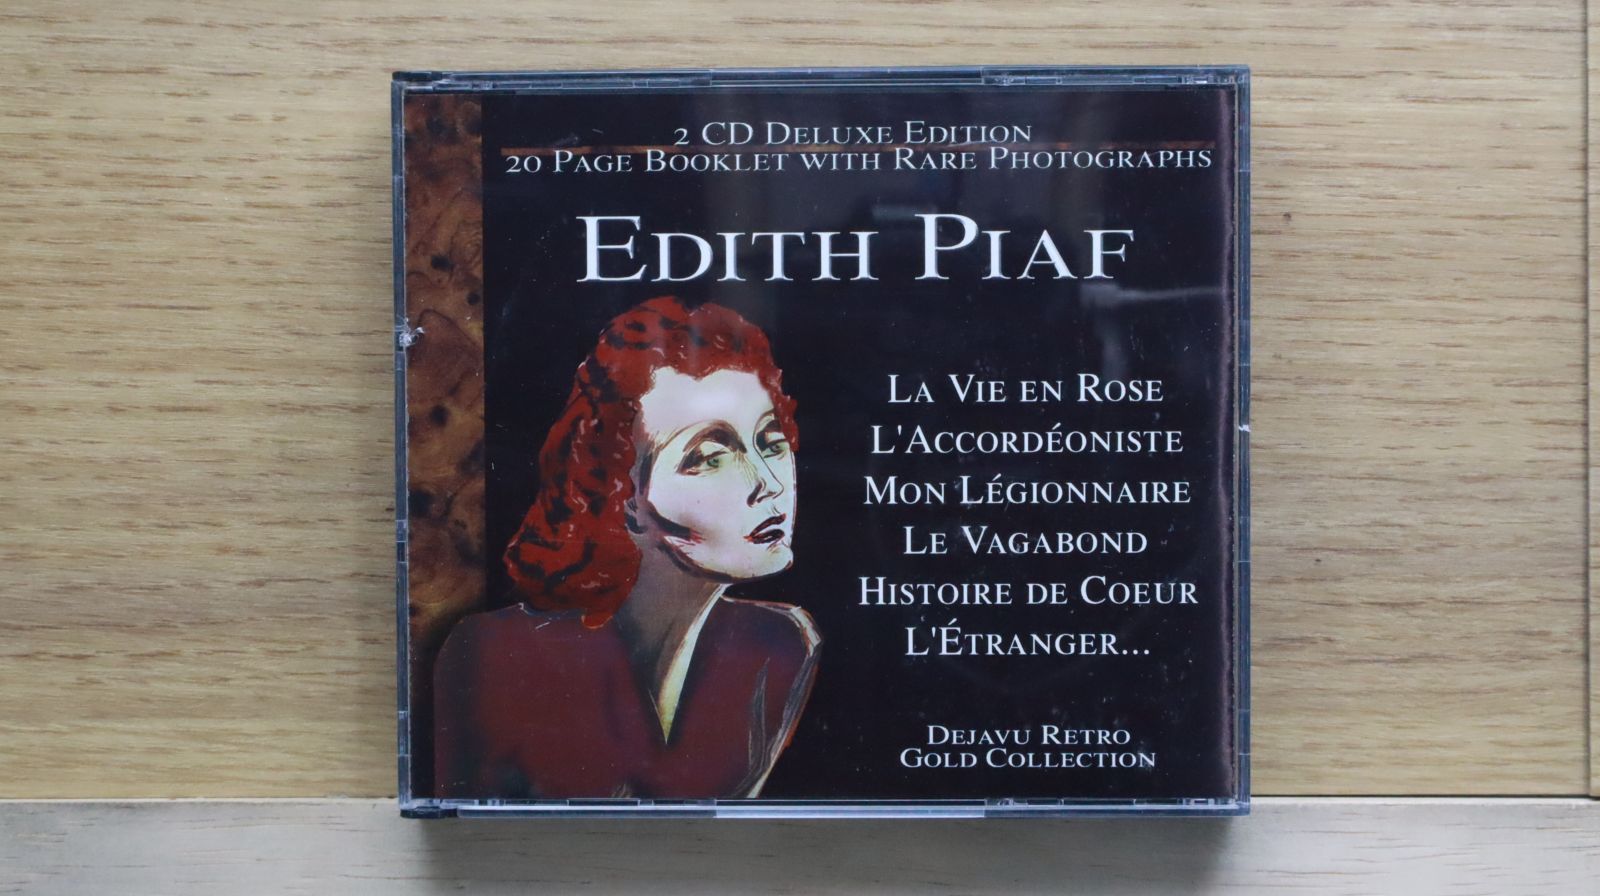 2 CD Deluxe Edition
20 Page Booklet with Rare Photographs
Edith Piaf
La Vie en Rose
L'Accordéoniste
Mon Légionnaire
Le Vagabond
Histoire de Coeur
L'Étranger...
Dejavu Retro
Gold Collection